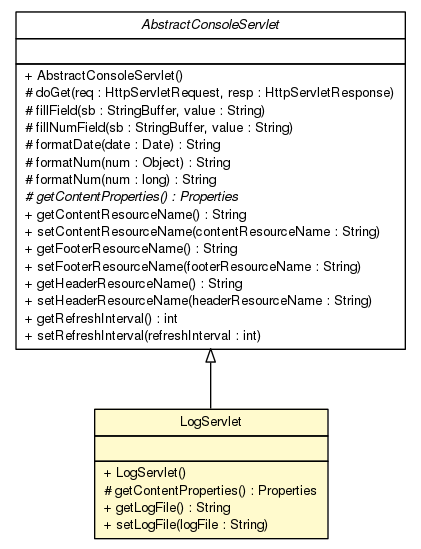 AbstractConsoleServlet
+ AbstractConsoleServlet()
# doGet(req : HttpServletRequest, resp : HttpServletResponse)
# fillField(sb : StringBuffer, value : String)
# fillNumField(sb : StringBuffer, value : String)
# formatDate(date : Date) : String
# formatNum(num : Object) : String
# formatNum(num : long) : String
# getContentProperties() : Properties
+ getContentResourceName() : String
+ setContentResourceName(contentResourceName : String)
+ getFooterResourceName() : String
+ setFooterResourceName(footerResourceName : String)
+ getHeaderResourceName() : String
+ setHeaderResourceName(headerResourceName : String)
+ getRefreshInterval() : int
+ setRefreshInterval(refreshInterval : int)
LogServlet
+ LogServlet()
# getContentProperties() : Properties
+ getLogFile() : String
+ setLogFile(logFile : String)